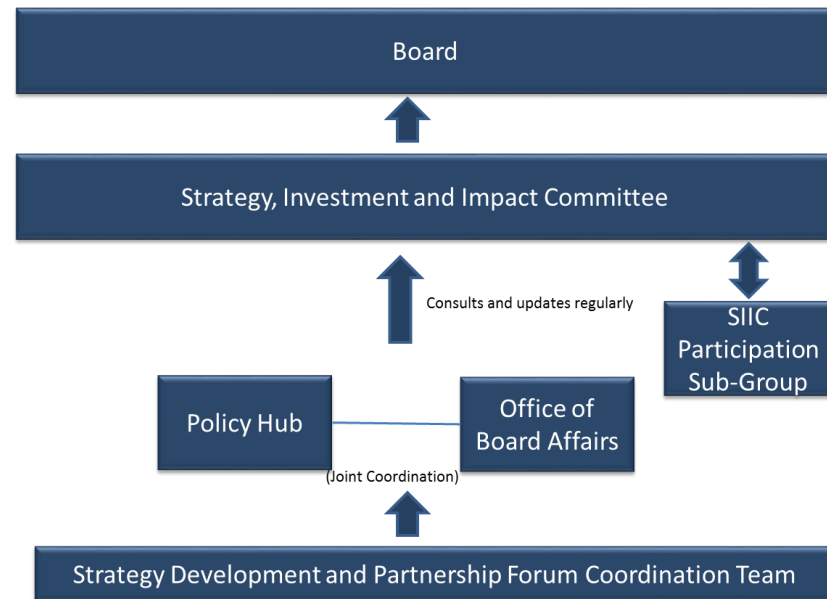 Board
Strategy, Investment and Impact Committee
Consults and updates regularly
SIIC
Participation
Sub-Group
Policy Hub
Office of
Board Affairs
(Joint Coordination)
Strategy Development and Partnership Forum Coordination Team